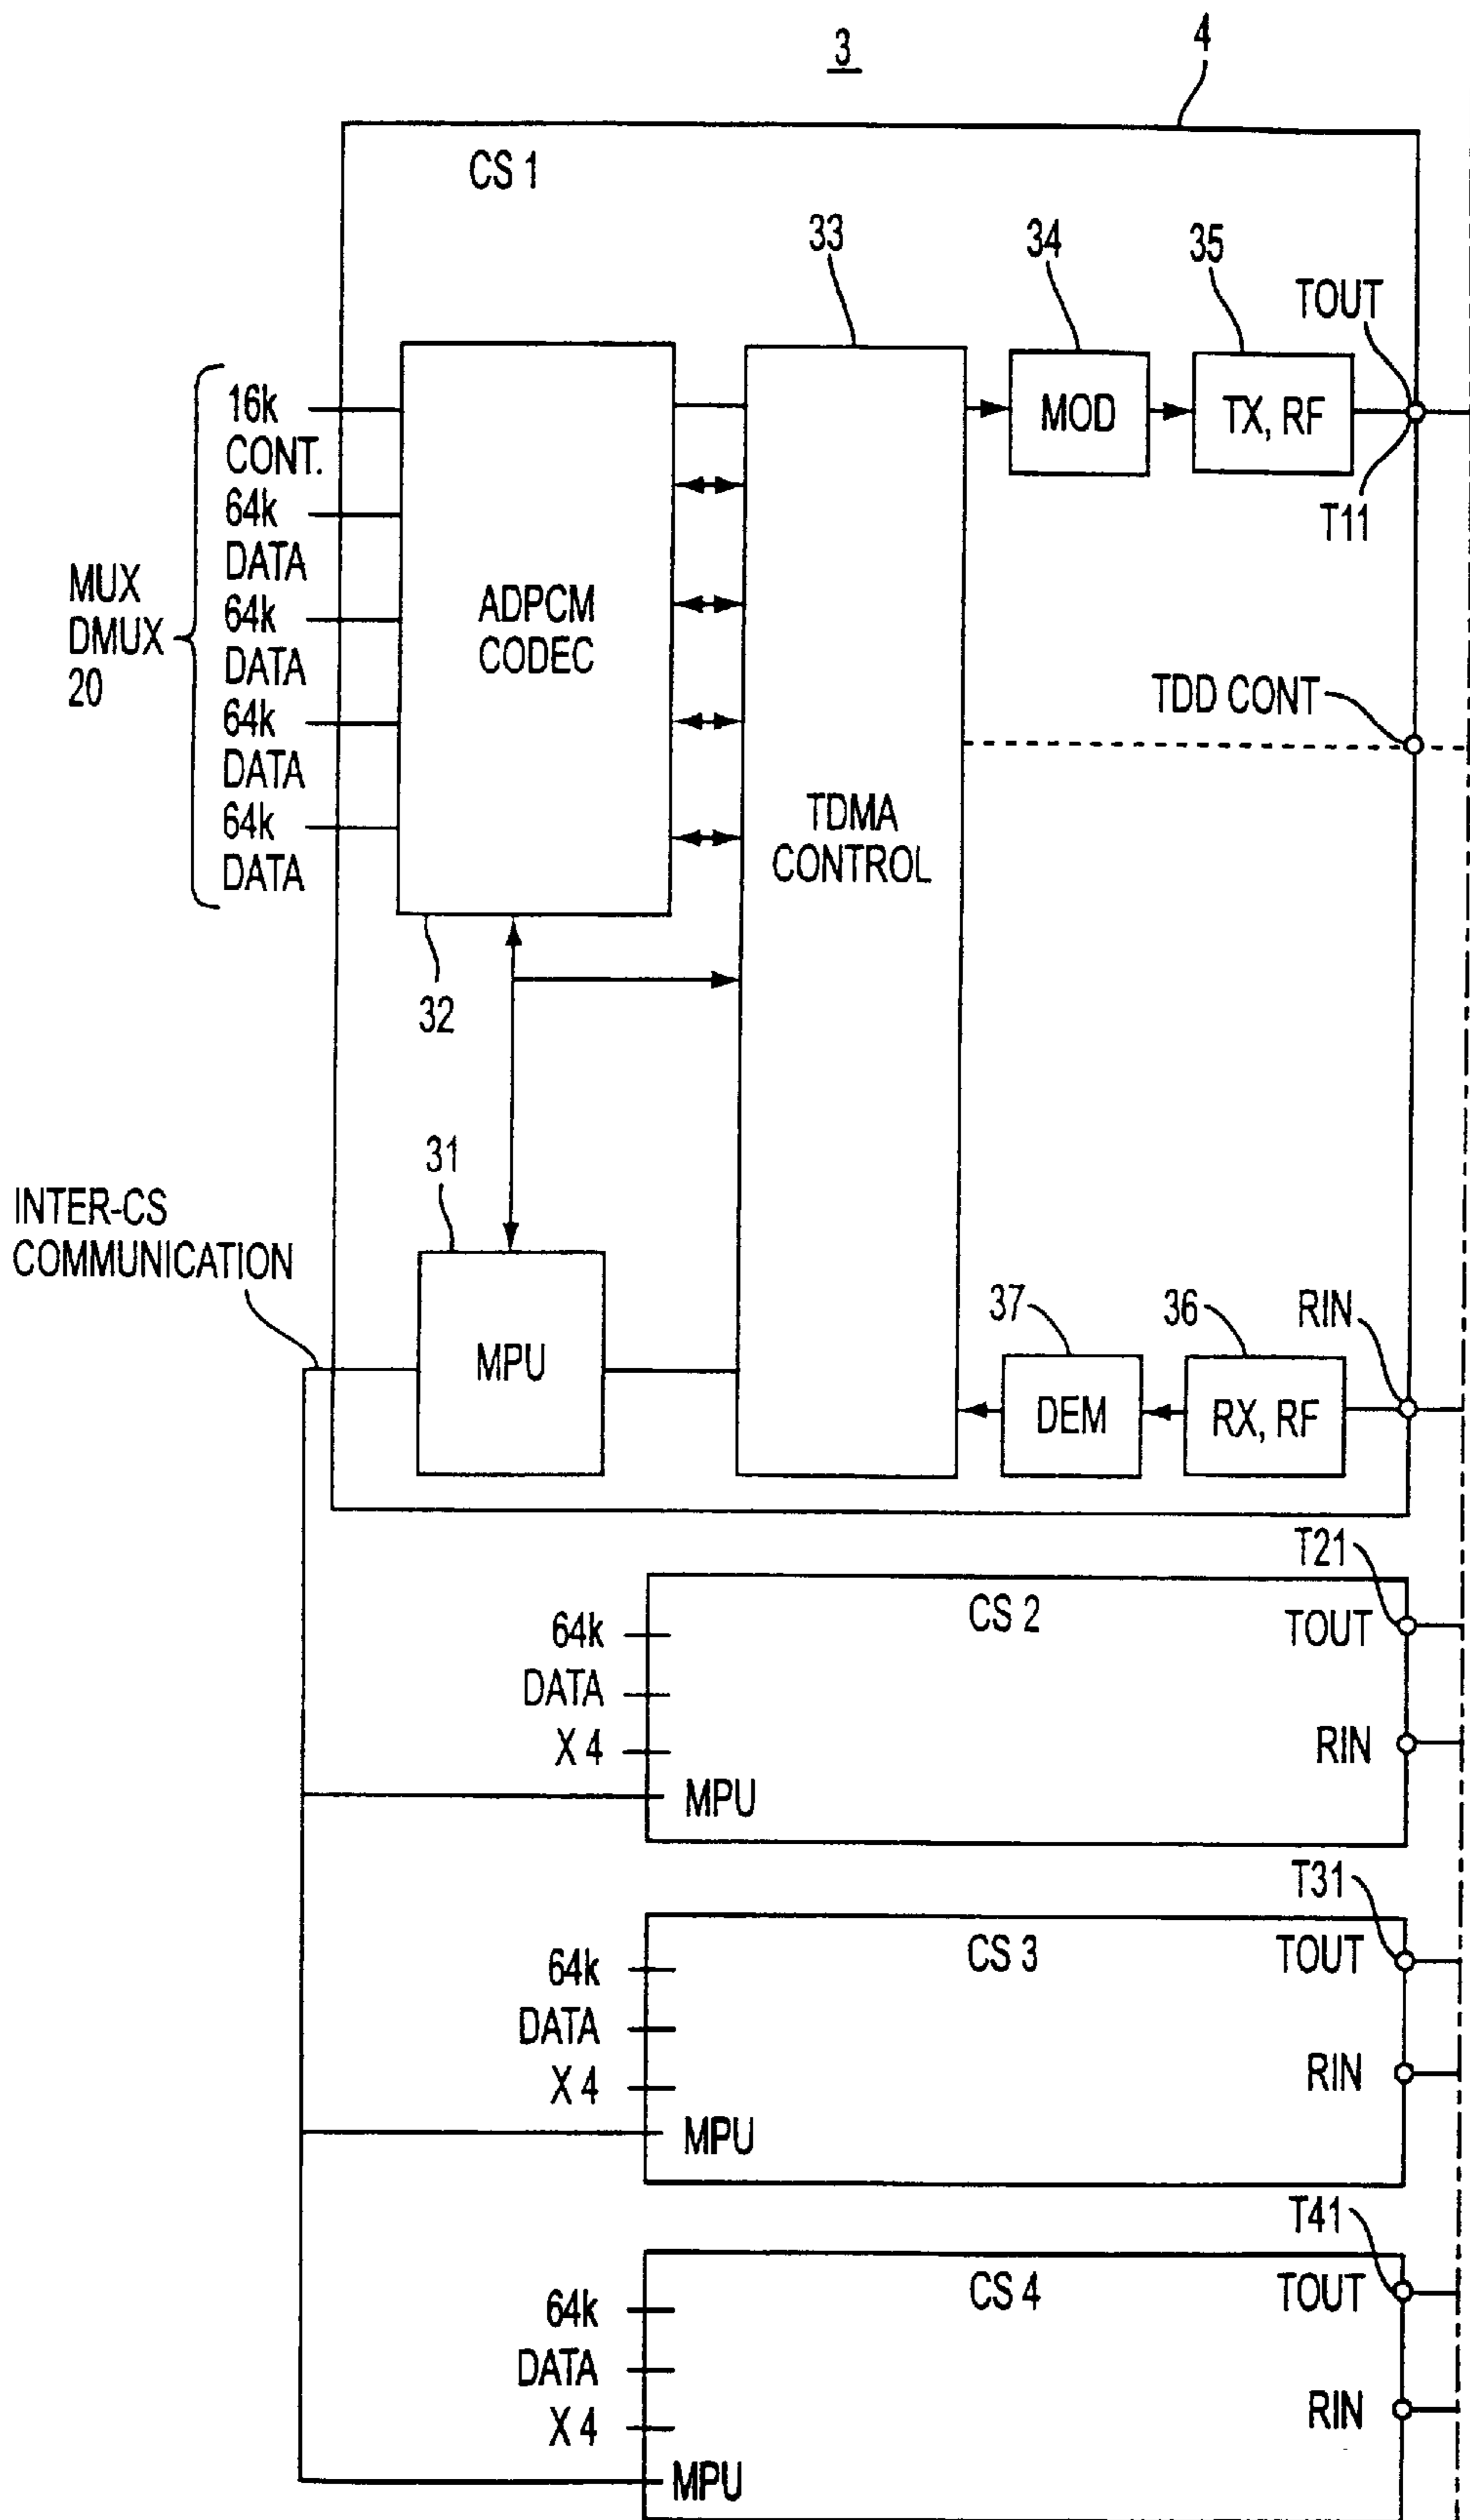 3
4
CS 1
33
34
35
TOUT
16k
CONT.
64k
DATA
64k
DATA
64k
DATA
64k
DATA
MUX
DMUX
20
ADPCM
CODEC
MOD
TX, RF
T11
TDD CONT
TDMA
CONTROL
32
31
INTER-CS
COMMUNICATION
MPU
37
36
RIN
DEM
RX, RF
T21
CS 2
TOUT
64k
DATA
X 4
RIN
MPU
T31
CS 3
TOUT
64k
DATA
X 4
RIN
MPU
T41
CS 4
TOUT
64k
DATA
X 4
RIN
MPU